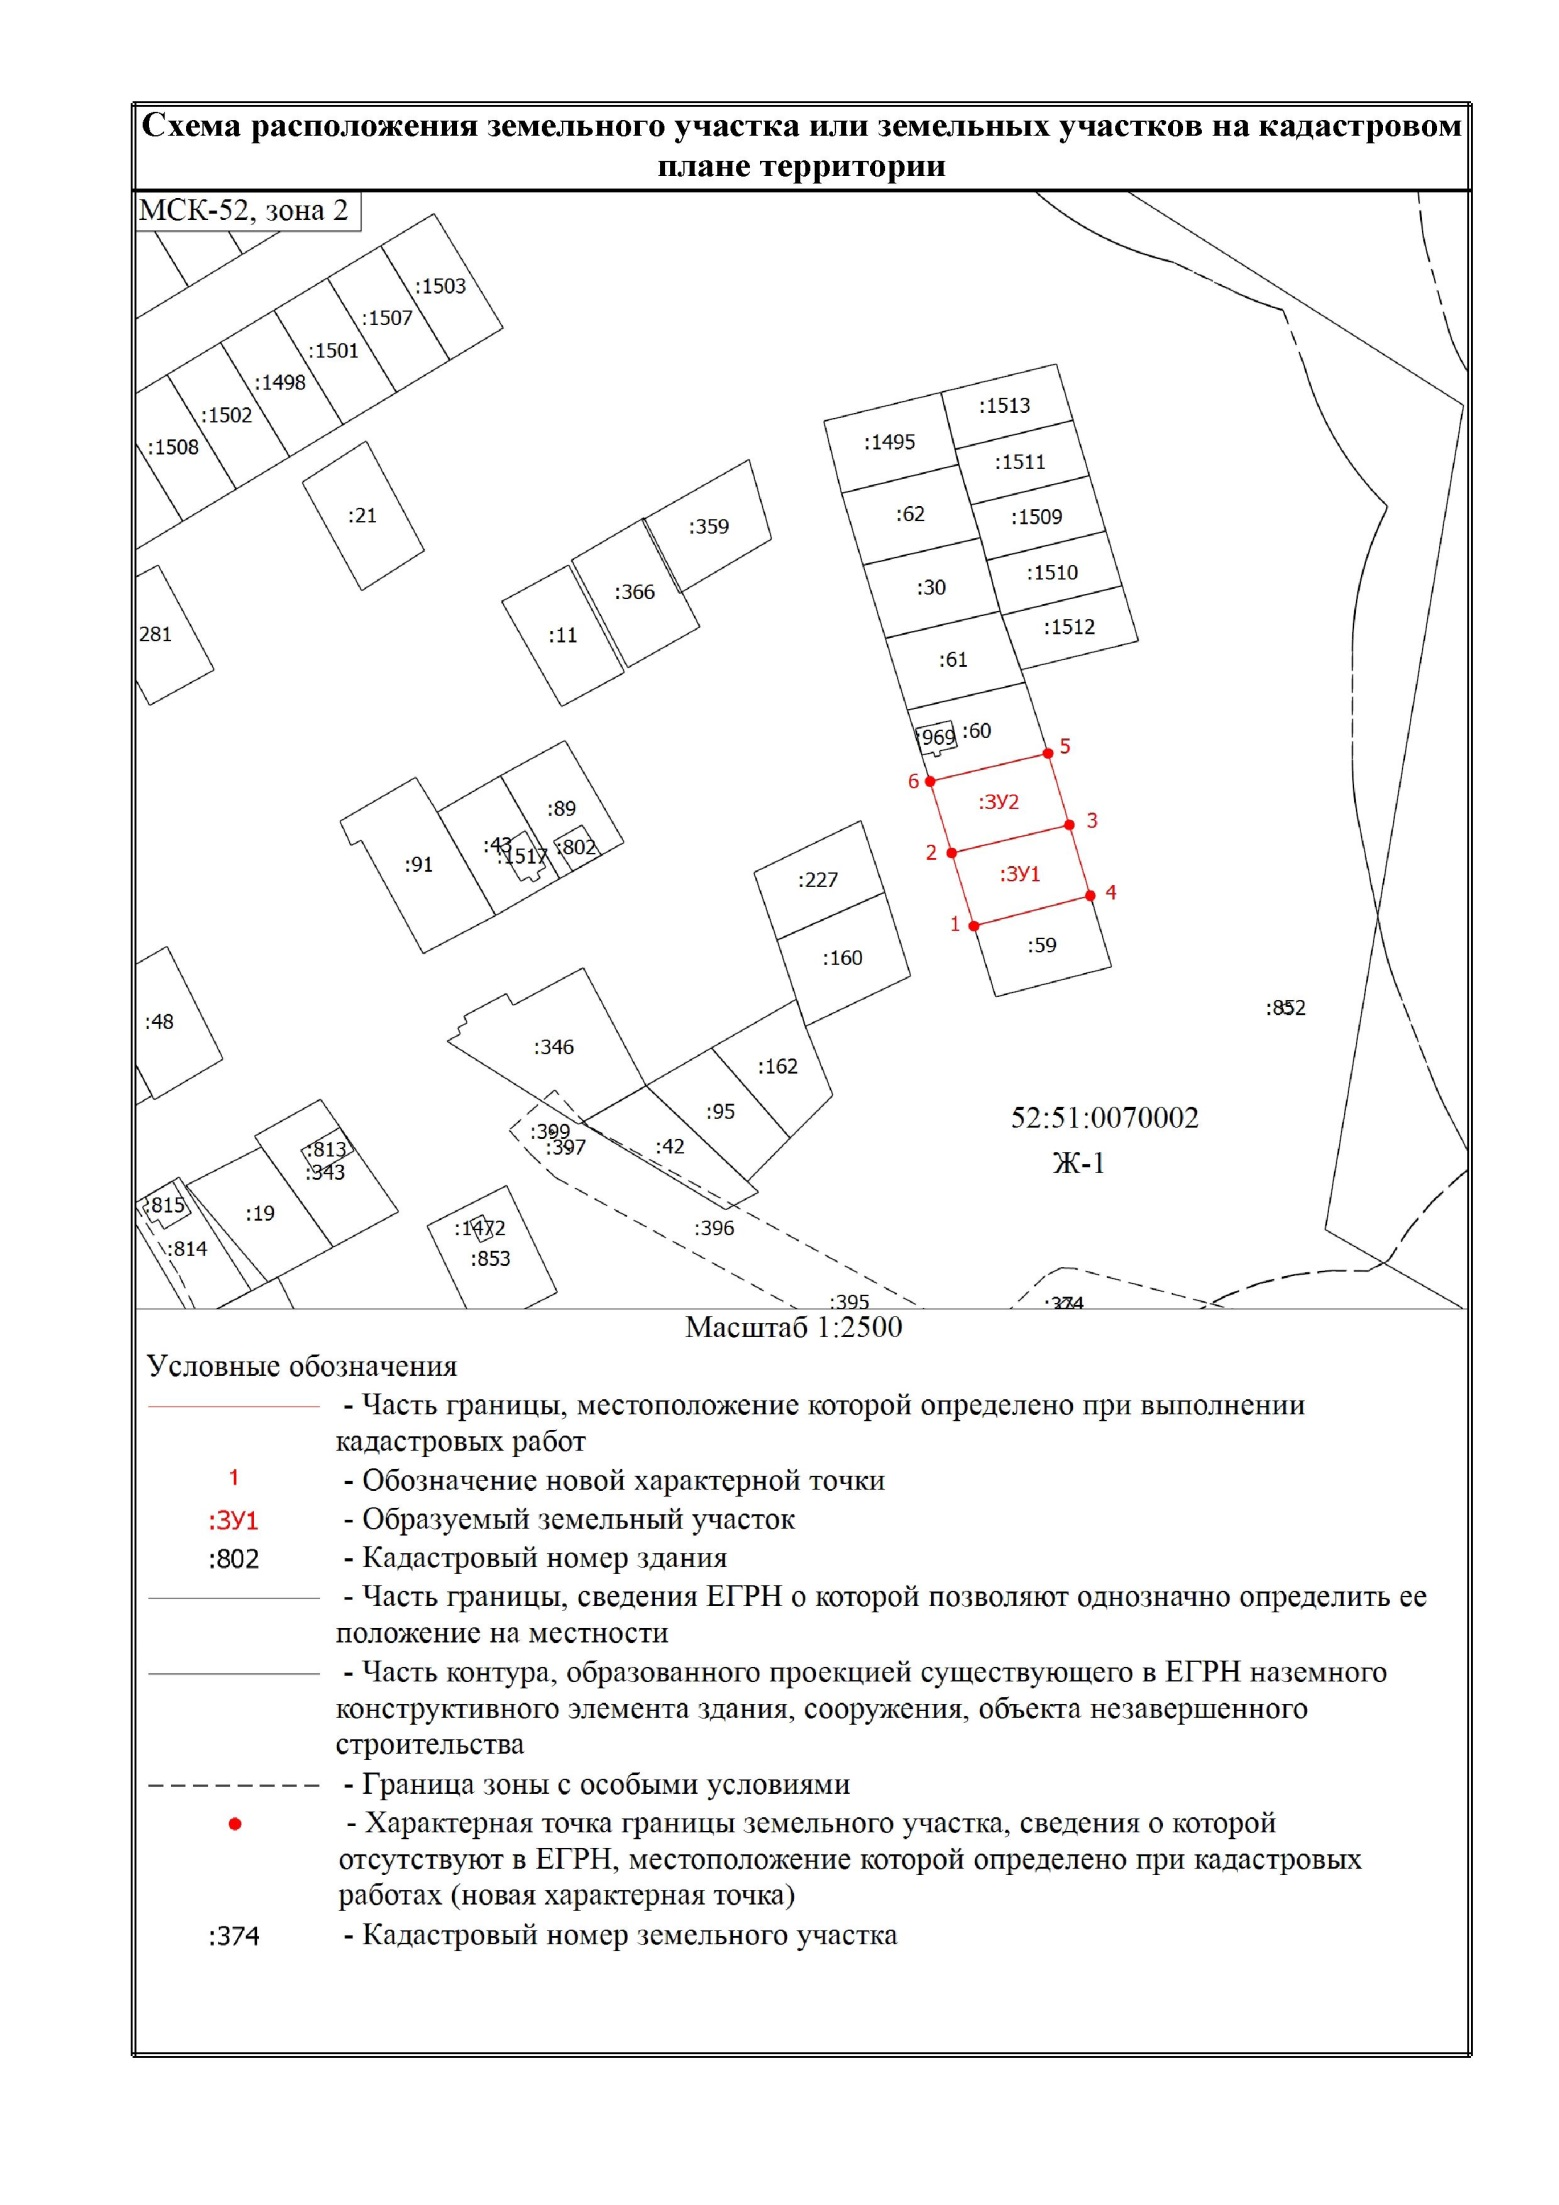 Схема расположения земельного участка или земельных участков на кадастровом
плане территории
МСК-52, зона 2
:1503
:1507
:1501
:1498
:1502
:1508
:21
281
:359
:366
:11
:1495
:1513
:1511
:62
:1509
:30
:1510
:1512
:61
:60
:969
5
6
:ЗУ2
3
2
:ЗУ1
4
1
:59
:89
:43
:1517
:802
:91
:227
:160
:48
:346
:162
:95
:42
:399
:397
:852
52:51:0070002
Ж-1
:813
:343
:815
:19
:814
:1472
:853
:396
:395
:374
Масштаб 1:2500
Условные обозначения
- Часть границы, местоположение которой определено при выполнении
кадастровых работ
1 - Обозначение новой характерной точки
:ЗУ1 - Образуемый земельный участок
:802 - Кадастровый номер здания
- Часть границы, сведения ЕГРН о которой позволяют однозначно определить ее
положение на местности
- Часть контура, образованного проекцией существующего в ЕГРН наземного
конструктивного элемента здания, сооружения, объекта незавершенного
строительства
- Граница зоны с особыми условиями
- Характерная точка границы земельного участка, сведения о которой
отсутствуют в ЕГРН, местоположение которой определено при кадастровых
работах (новая характерная точка)
:374 - Кадастровый номер земельного участка